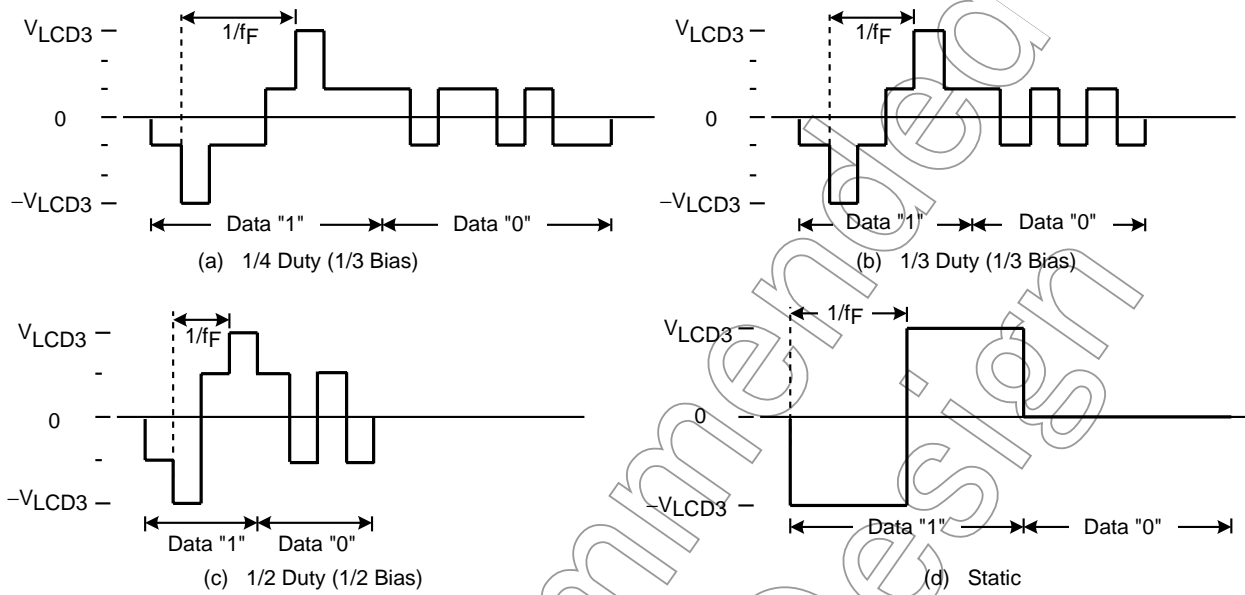 VLCD3
1/fF
0
−VLCD3
Data "1"
Data "0"
(a) 1/4 Duty (1/3 Bias)
VLCD3
1/fF
0
−VLCD3
Data "1"
Data "0"
(b) 1/3 Duty (1/3 Bias)
VLCD3
1/fF
0
−VLCD3
Data "1"
Data "0"
(c) 1/2 Duty (1/2 Bias)
VLCD3
1/fF
0
−VLCD3
Data "1"
Data "0"
(d) Static
mmended
esign